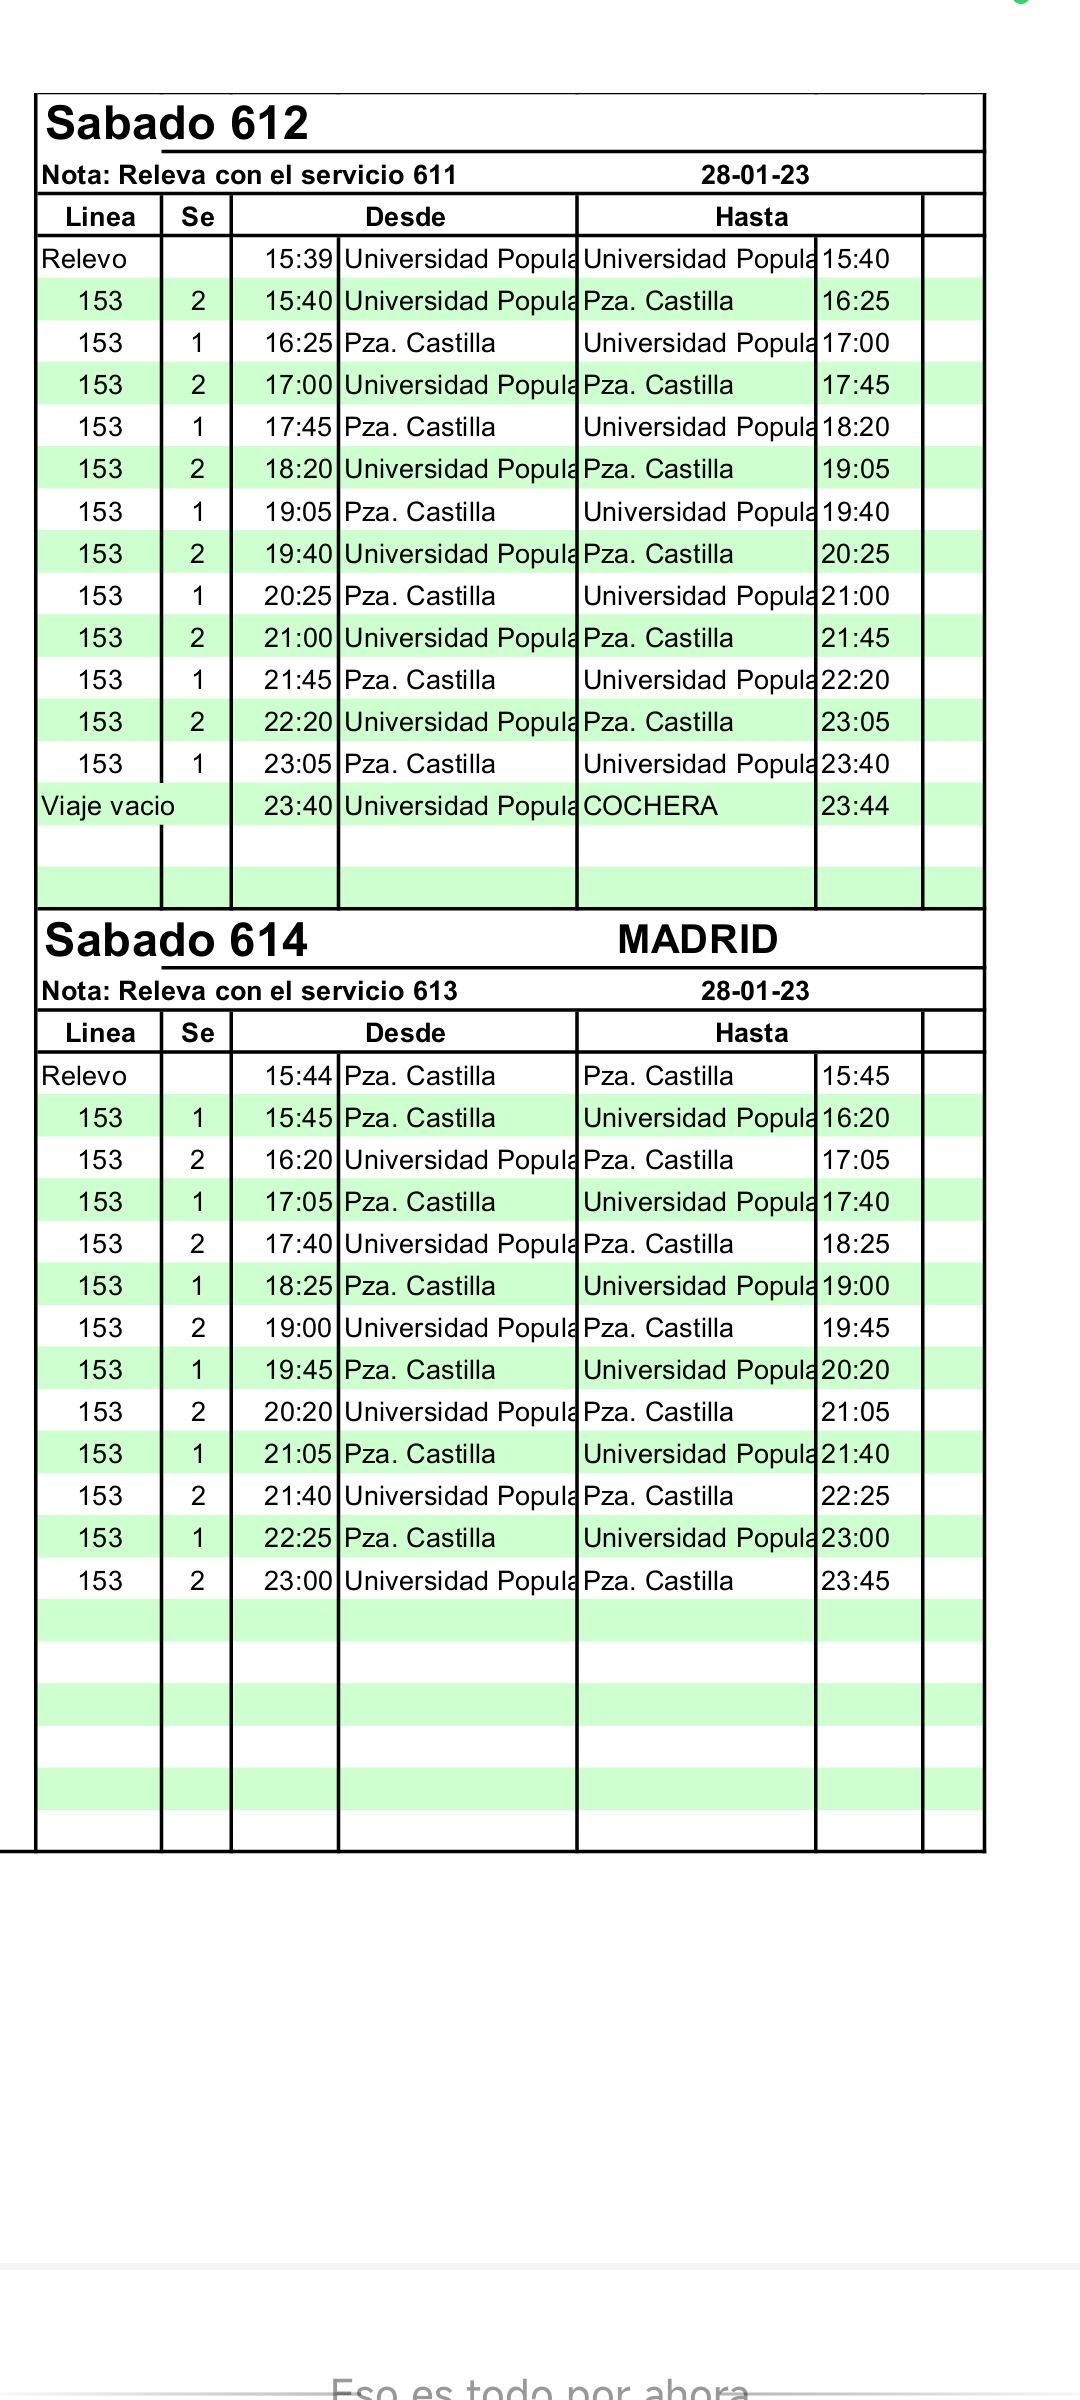 Sabado 612
Nota: Releva con el servicio 611 28-01-23
Linea Se Desde Hasta
Relevo 15:39 Universidad Popula Universidad Popula 15:40
153 2 15:40 Universidad Popula Pza. Castilla 16:25
153 1 16:25 Pza. Castilla Universidad Popula 17:00
153 2 17:00 Universidad Popula Pza. Castilla 17:45
153 1 17:45 Pza. Castilla Universidad Popula 18:20
153 2 18:20 Universidad Popula Pza. Castilla 19:05
153 1 19:05 Pza. Castilla Universidad Popula 19:40
153 2 19:40 Universidad Popula Pza. Castilla 20:25
153 1 20:25 Pza. Castilla Universidad Popula 21:00
153 2 21:00 Universidad Popula Pza. Castilla 21:45
153 1 21:45 Pza. Castilla Universidad Popula 22:20
153 2 22:20 Universidad Popula Pza. Castilla 23:05
153 1 23:05 Pza. Castilla Universidad Popula 23:40
Viaje vacio 23:40 Universidad Popula COCHERA 23:44
Sabado 614 MADRID
Nota: Releva con el servicio 613 28-01-23
Linea Se Desde Hasta
Relevo 15:44 Pza. Castilla Pza. Castilla 15:45
153 1 15:45 Pza. Castilla Universidad Popula 16:20
153 2 16:20 Universidad Popula Pza. Castilla 17:05
153 1 17:05 Pza. Castilla Universidad Popula 17:40
153 2 17:40 Universidad Popula Pza. Castilla 18:25
153 1 18:25 Pza. Castilla Universidad Popula 19:00
153 2 19:00 Universidad Popula Pza. Castilla 19:45
153 1 19:45 Pza. Castilla Universidad Popula 20:20
153 2 20:20 Universidad Popula Pza. Castilla 21:05
153 1 21:05 Pza. Castilla Universidad Popula 21:40
153 2 21:40 Universidad Popula Pza. Castilla 22:25
153 1 22:25 Pza. Castilla Universidad Popula 23:00
153 2 23:00 Universidad Popula Pza. Castilla 23:45
Eso es todo por ahora